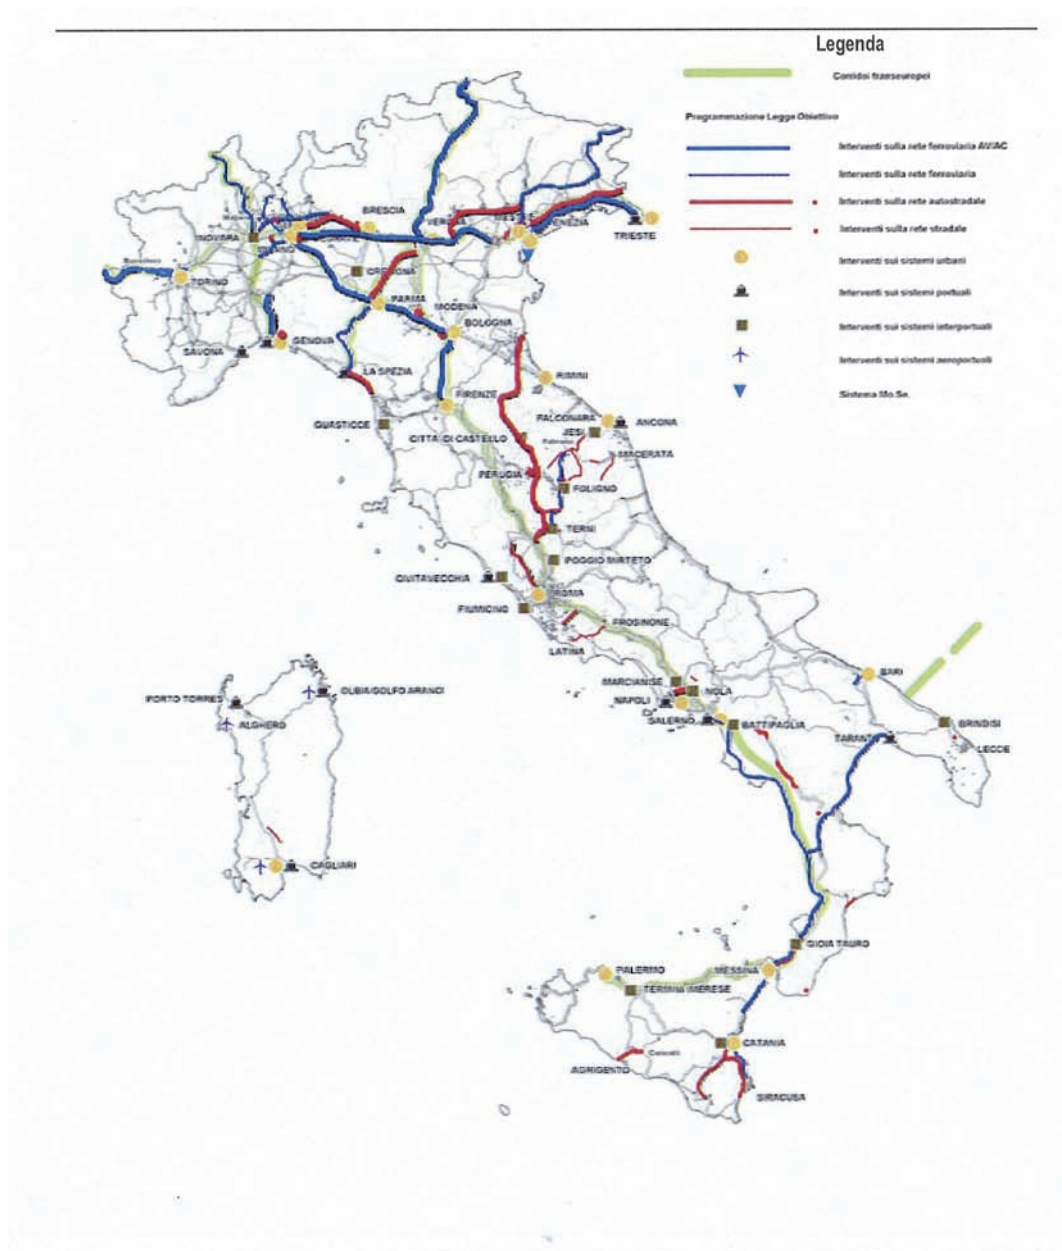 Legenda
Corridoi transeuropei
Programmazione Legge Obiettivo
Interventi sulla rete ferroviaria AV/AC
Interventi sulla rete ferroviaria
Interventi sulla rete autostradale
Interventi sulla rete stradale
Interventi sui sistemi urbani
Interventi sui sistemi portuali
Interventi sui sistemi interportuali
Interventi sui sistemi aeroportuali
Sistema Mo.Se.
BRESCIA
VERONA
VENEZIA
TRIESTE
NOVARA
TORINO
CREMONA
PARMA
MODENA
BOLOGNA
SAVONA
GENOVA
LA SPEZIA
RIMINI
FIRENZE
GUASTICCE
FALCONARA
ANCONA
JESI
CITTÀ DI CASTELLO
MACERATA
PERUGIA
FOLIGNO
TERNI
POGGIO MIRTETO
CIVITAVECCHIA
ROMA
FIUMICINO
FROSINONE
LATINA
BARI
MARCIANISE
NOLA
NAPOLI
SALERNO
BATTIPAGLIA
TARANTO
BRINDISI
LECCE
PORTO TORRES
OLBIA/GOLFO ARANCI
ALGHERO
CAGLIARI
GIOIA TAURO
PALERMO
MESSINA
TERMINI IMERESE
CATANIA
AGRIGENTO
SIRACUSA